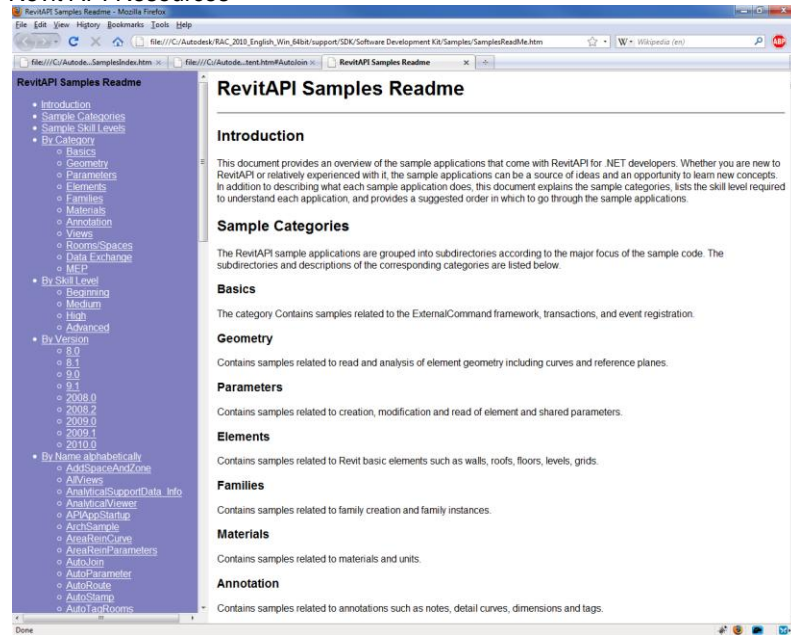 Revit API Resources
RevitAPI Samples Readme - Mozilla Firefox
File Edit View History Bookmarks Tools Help
file:///C:/Autodesk/RAC_2010_English_Win_64bit/support/SDK/Software Development Kit/Samples/SamplesReadMe.htm
Wikipedia (en)
file:///C:/Autode...SamplesIndex.htm
file:///C:/Autode...tent.htm#AutoJoin
RevitAPI Samples Readme
RevitAPI Samples Readme
Introduction
Sample Categories
Sample Skill Levels
By Category
Basics
Geometry
Parameters
Elements
Families
Materials
Annotation
Views
Rooms/Spaces
Data Exchange
MEP
By Skill Level
Beginning
Medium
High
Advanced
By Version
8.0
8.1
9.0
9.1
2008.0
2008.2
2009.0
2009.1
2010.0
By Name alphabetically
AddSpaceAndZone
AllViews
AnalyticalSupportData_Info
AnalyticalViewer
APIAppStartup
ArchSample
AreaReinCurve
AreaReinParameters
AutoJoin
AutoParameter
AutoRoute
AutoStamp
AutoTagRooms
RevitAPI Samples Readme
Introduction
This document provides an overview of the sample applications that come with RevitAPI for .NET developers. Whether you are new to
RevitAPI or relatively experienced with it, the sample applications can be a source of ideas and an opportunity to learn new concepts.
In addition to describing what each sample application does, this document explains the sample categories, lists the skill level required
to understand each application, and provides a suggested order in which to go through the sample applications.
Sample Categories
The RevitAPI sample applications are grouped into subdirectories according to the major focus of the sample code. The
subdirectories and descriptions of the corresponding categories are listed below.
Basics
The category Contains samples related to the ExternalCommand framework, transactions, and event registration.
Geometry
Contains samples related to read and analysis of element geometry including curves and reference planes.
Parameters
Contains samples related to creation, modification and read of element and shared parameters.
Elements
Contains samples related to Revit basic elements such as walls, roofs, floors, levels, grids.
Families
Contains samples related to family creation and family instances.
Materials
Contains samples related to materials and units.
Annotation
Contains samples related to annotations such as notes, detail curves, dimensions and tags.
Done